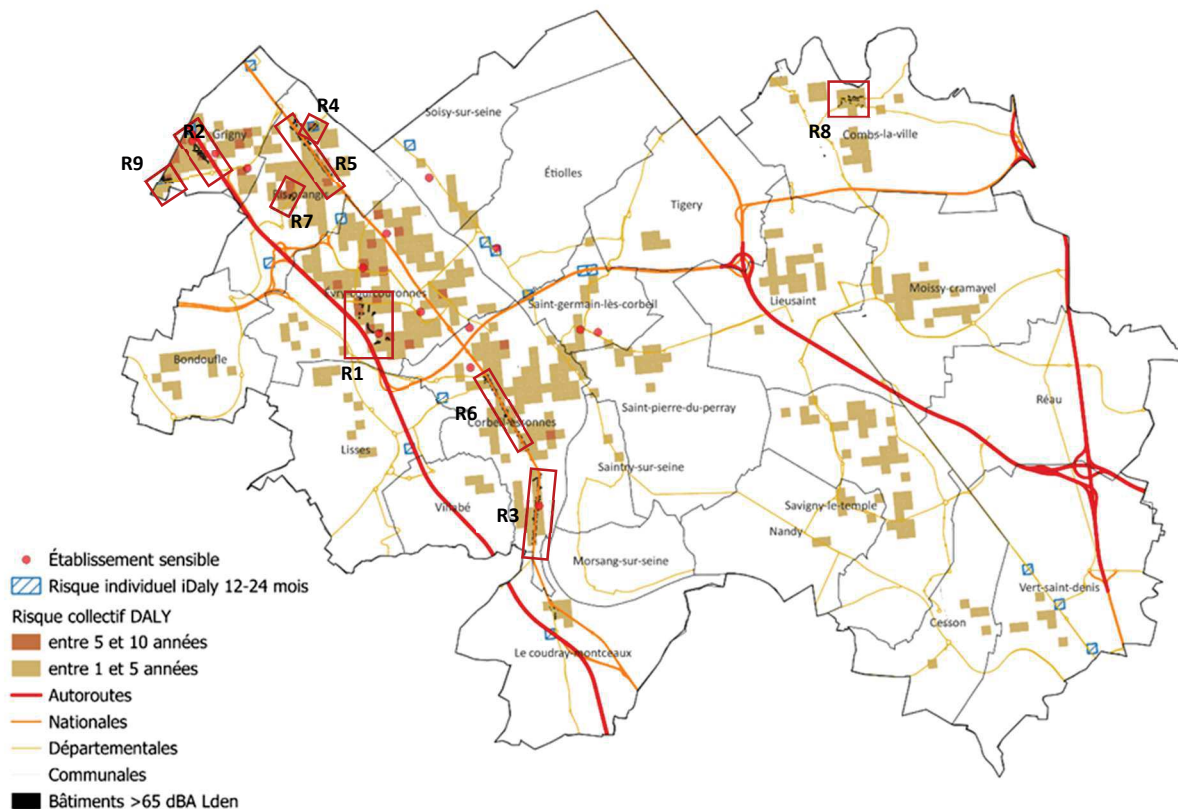 Soisy-sur-seine
R4
R8
Combs-la-ville
R2
Grigny
R9
R5
Étiolles
Ris-orangis
R7
Tigery
Évry-courcouronnes
Saint-germain-lès-corbeil
Lieusaint
Moissy-cramayel
Bondoufle
R1
Réau
R6
Saint-pierre-du-perray
Corbeil-essonnes
Lisses
Saintry-sur-seine
Villabé
R3
Savigny-le-temple
Nandy
Morsang-sur-seine
Vert-saint-denis
Cesson
Le coudray-montceaux
Établissement sensible
Risque individuel iDaly 12-24 mois
Risque collectif DALY
entre 5 et 10 années
entre 1 et 5 années
Autoroutes
Nationales
Départementales
Communales
Bâtiments >65 dBA Lden